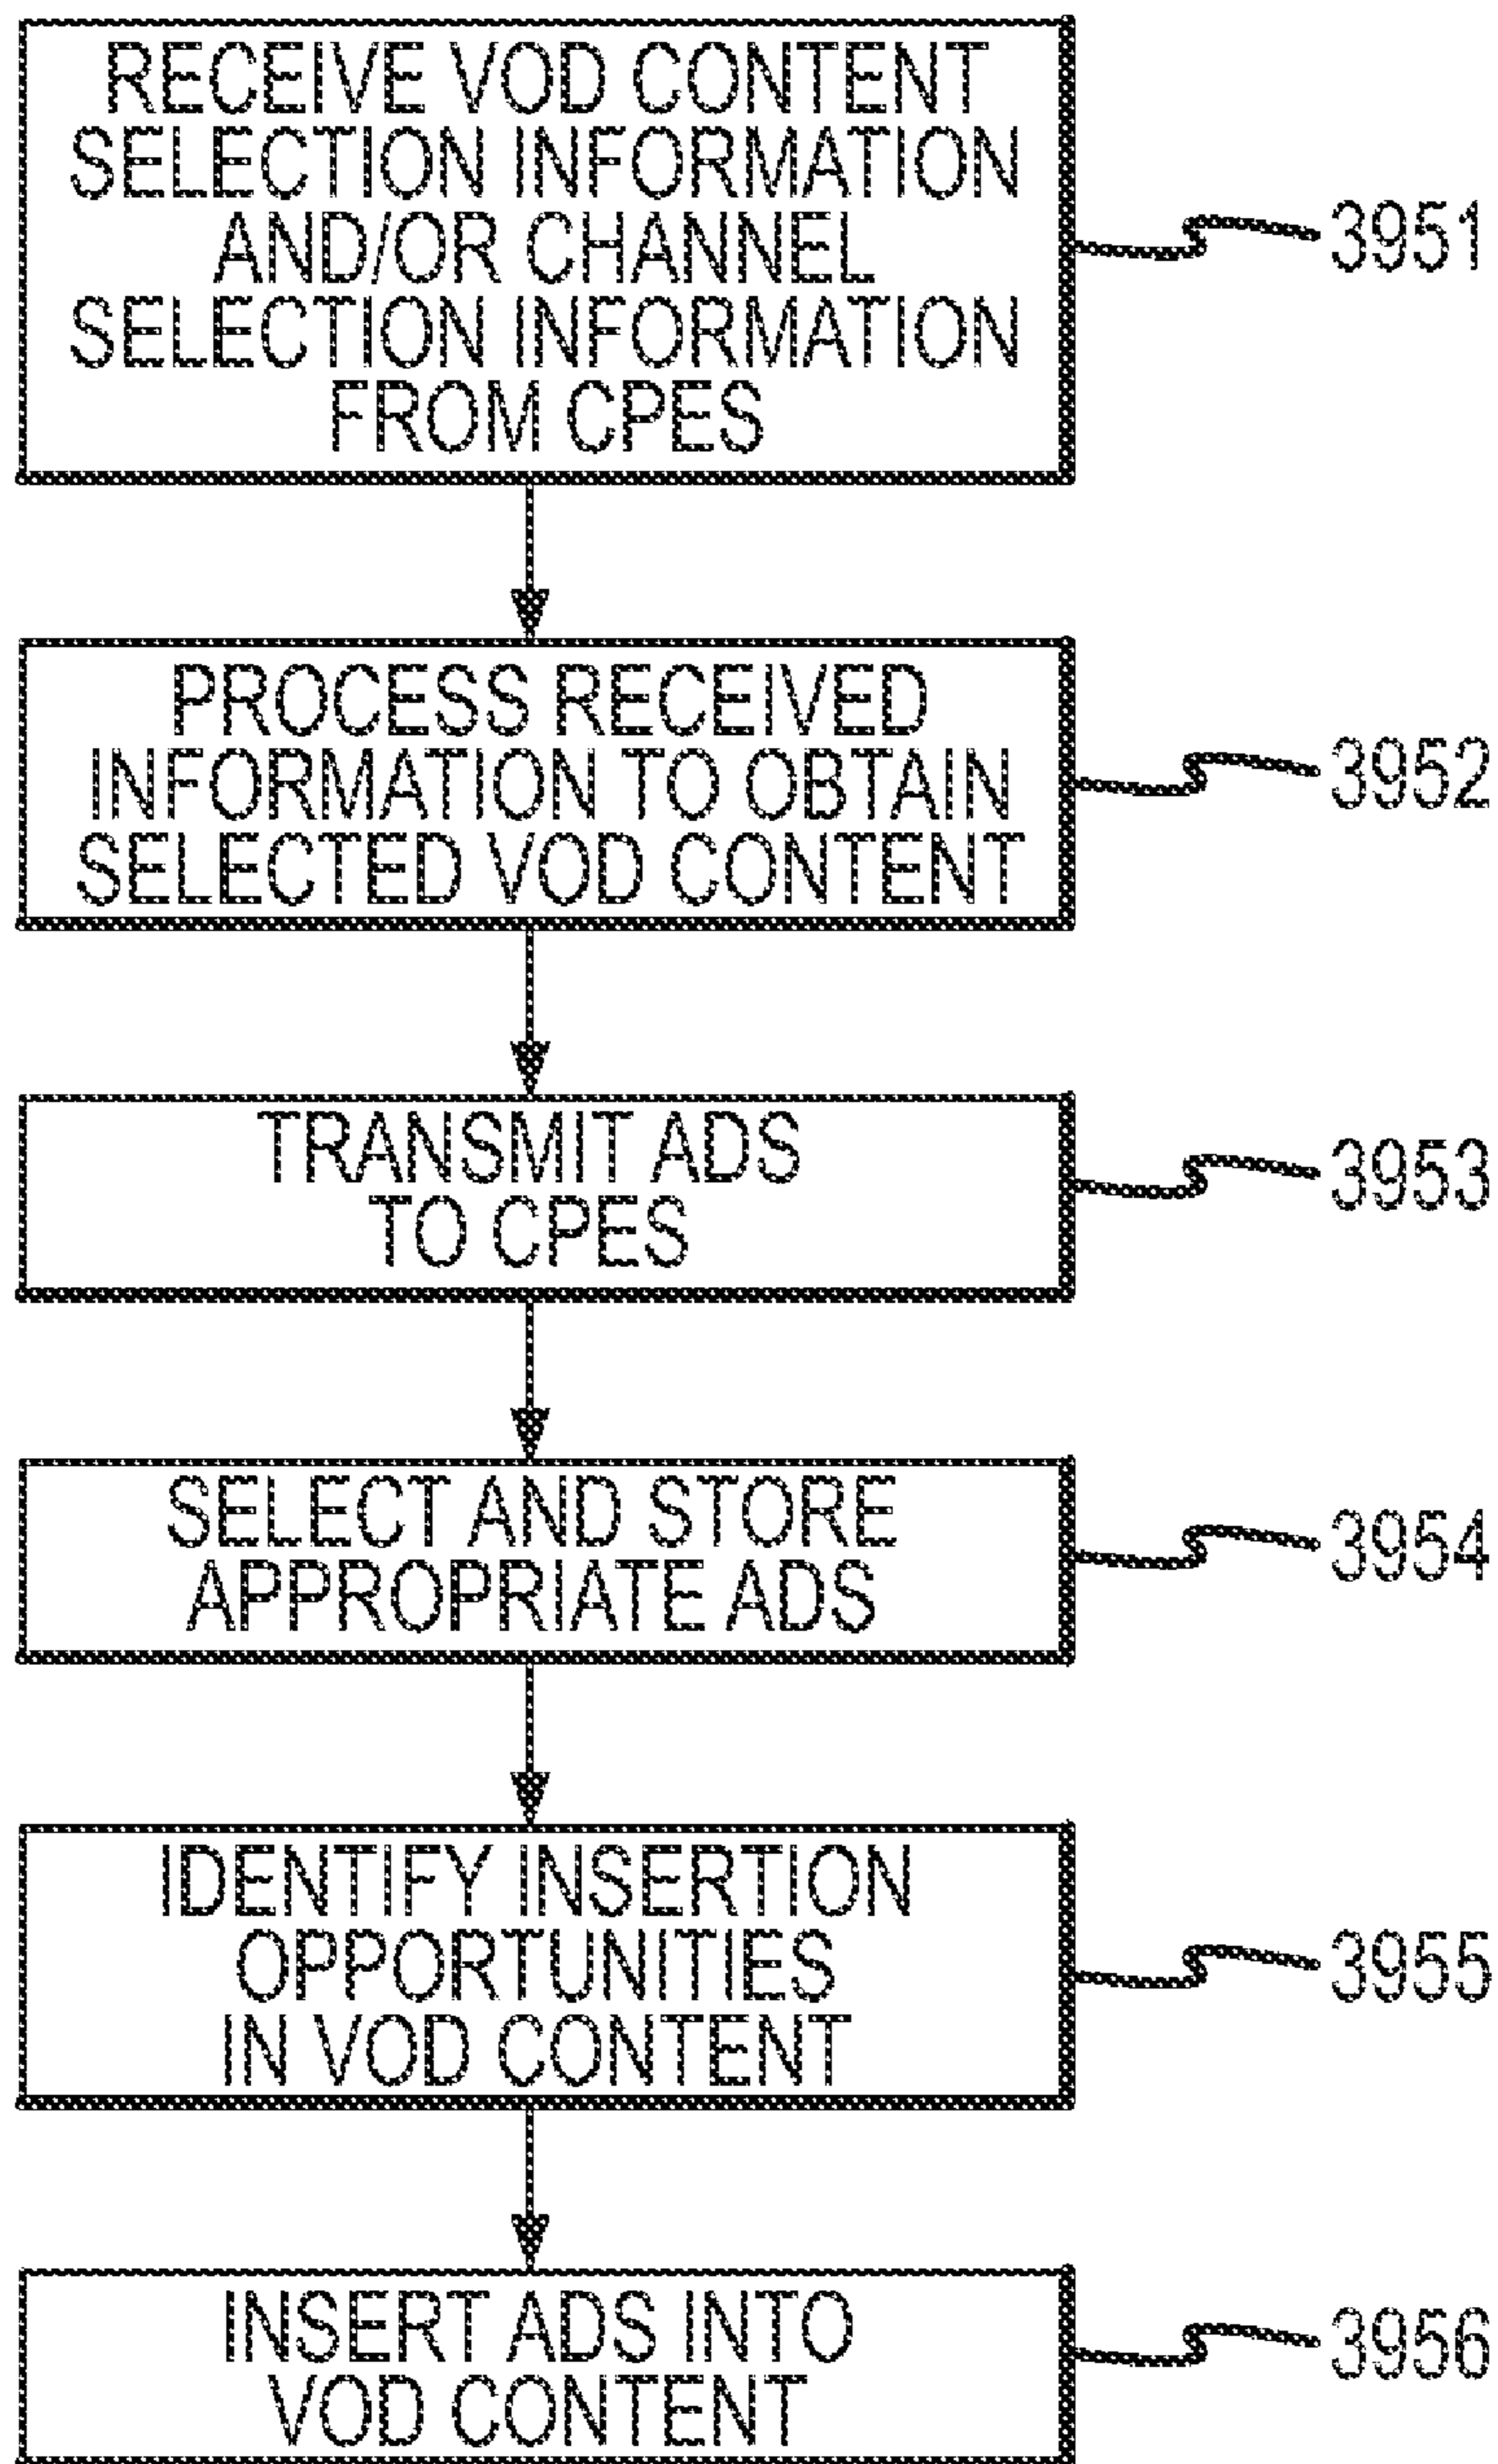 RECEIVE VOD CONTENT
SELECTION INFORMATION
AND/OR CHANNEL
SELECTION INFORMATION
FROM CPES
3951
PROCESS RECEIVED
INFORMATION TO OBTAIN
SELECTED VOD CONTENT
3952
TRANSMIT ADS
TO CPES
3953
SELECT AND STORE
APPROPRIATE ADS
3954
IDENTIFY INSERTION
OPPORTUNITIES
IN VOD CONTENT
3955
INSERT ADS INTO
VOD CONTENT
3956